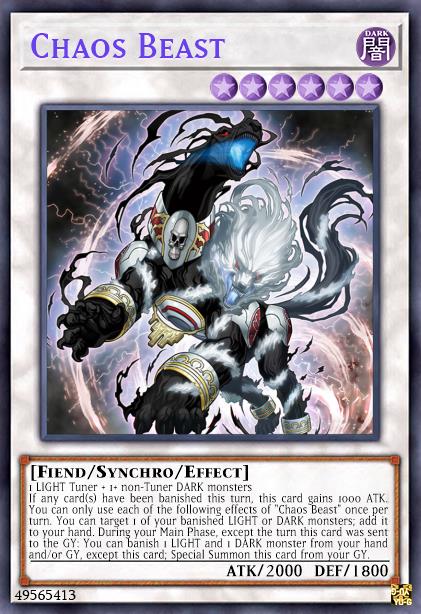 CHAOS BEAST
DARK
闇
[FIEND/SYNCHRO/EFFECT]
1 LIGHT Tuner + 1+ non-Tuner DARK monsters
If any card(s) have been banished this turn, this card gains 1000 ATK.
You can only use each of the following effects of "Chaos Beast" once per
turn. You can target 1 of your banished LIGHT or DARK monsters; add it
to your hand. During your Main Phase, except the turn this card was sent
to the GY: You can banish 1 LIGHT and 1 DARK monster from your hand
and/or GY, except this card; Special Summon this card from your GY.
ATK/2000 DEF/1800
49565413